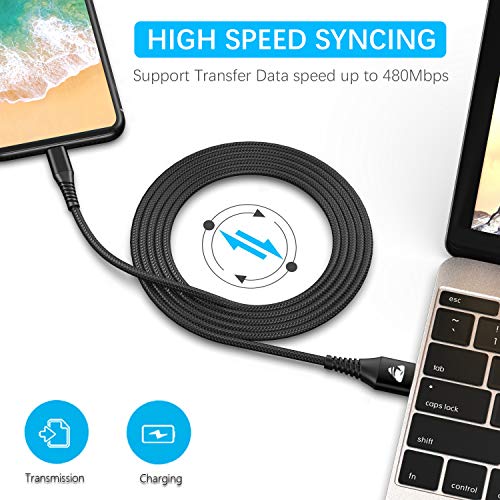 HIGH SPEED SYNCING
Support Transfer Data speed up to 480Mbps
esc
tab
Q
caps lock
A
shift
Z
fn
control
Transmission
Charging